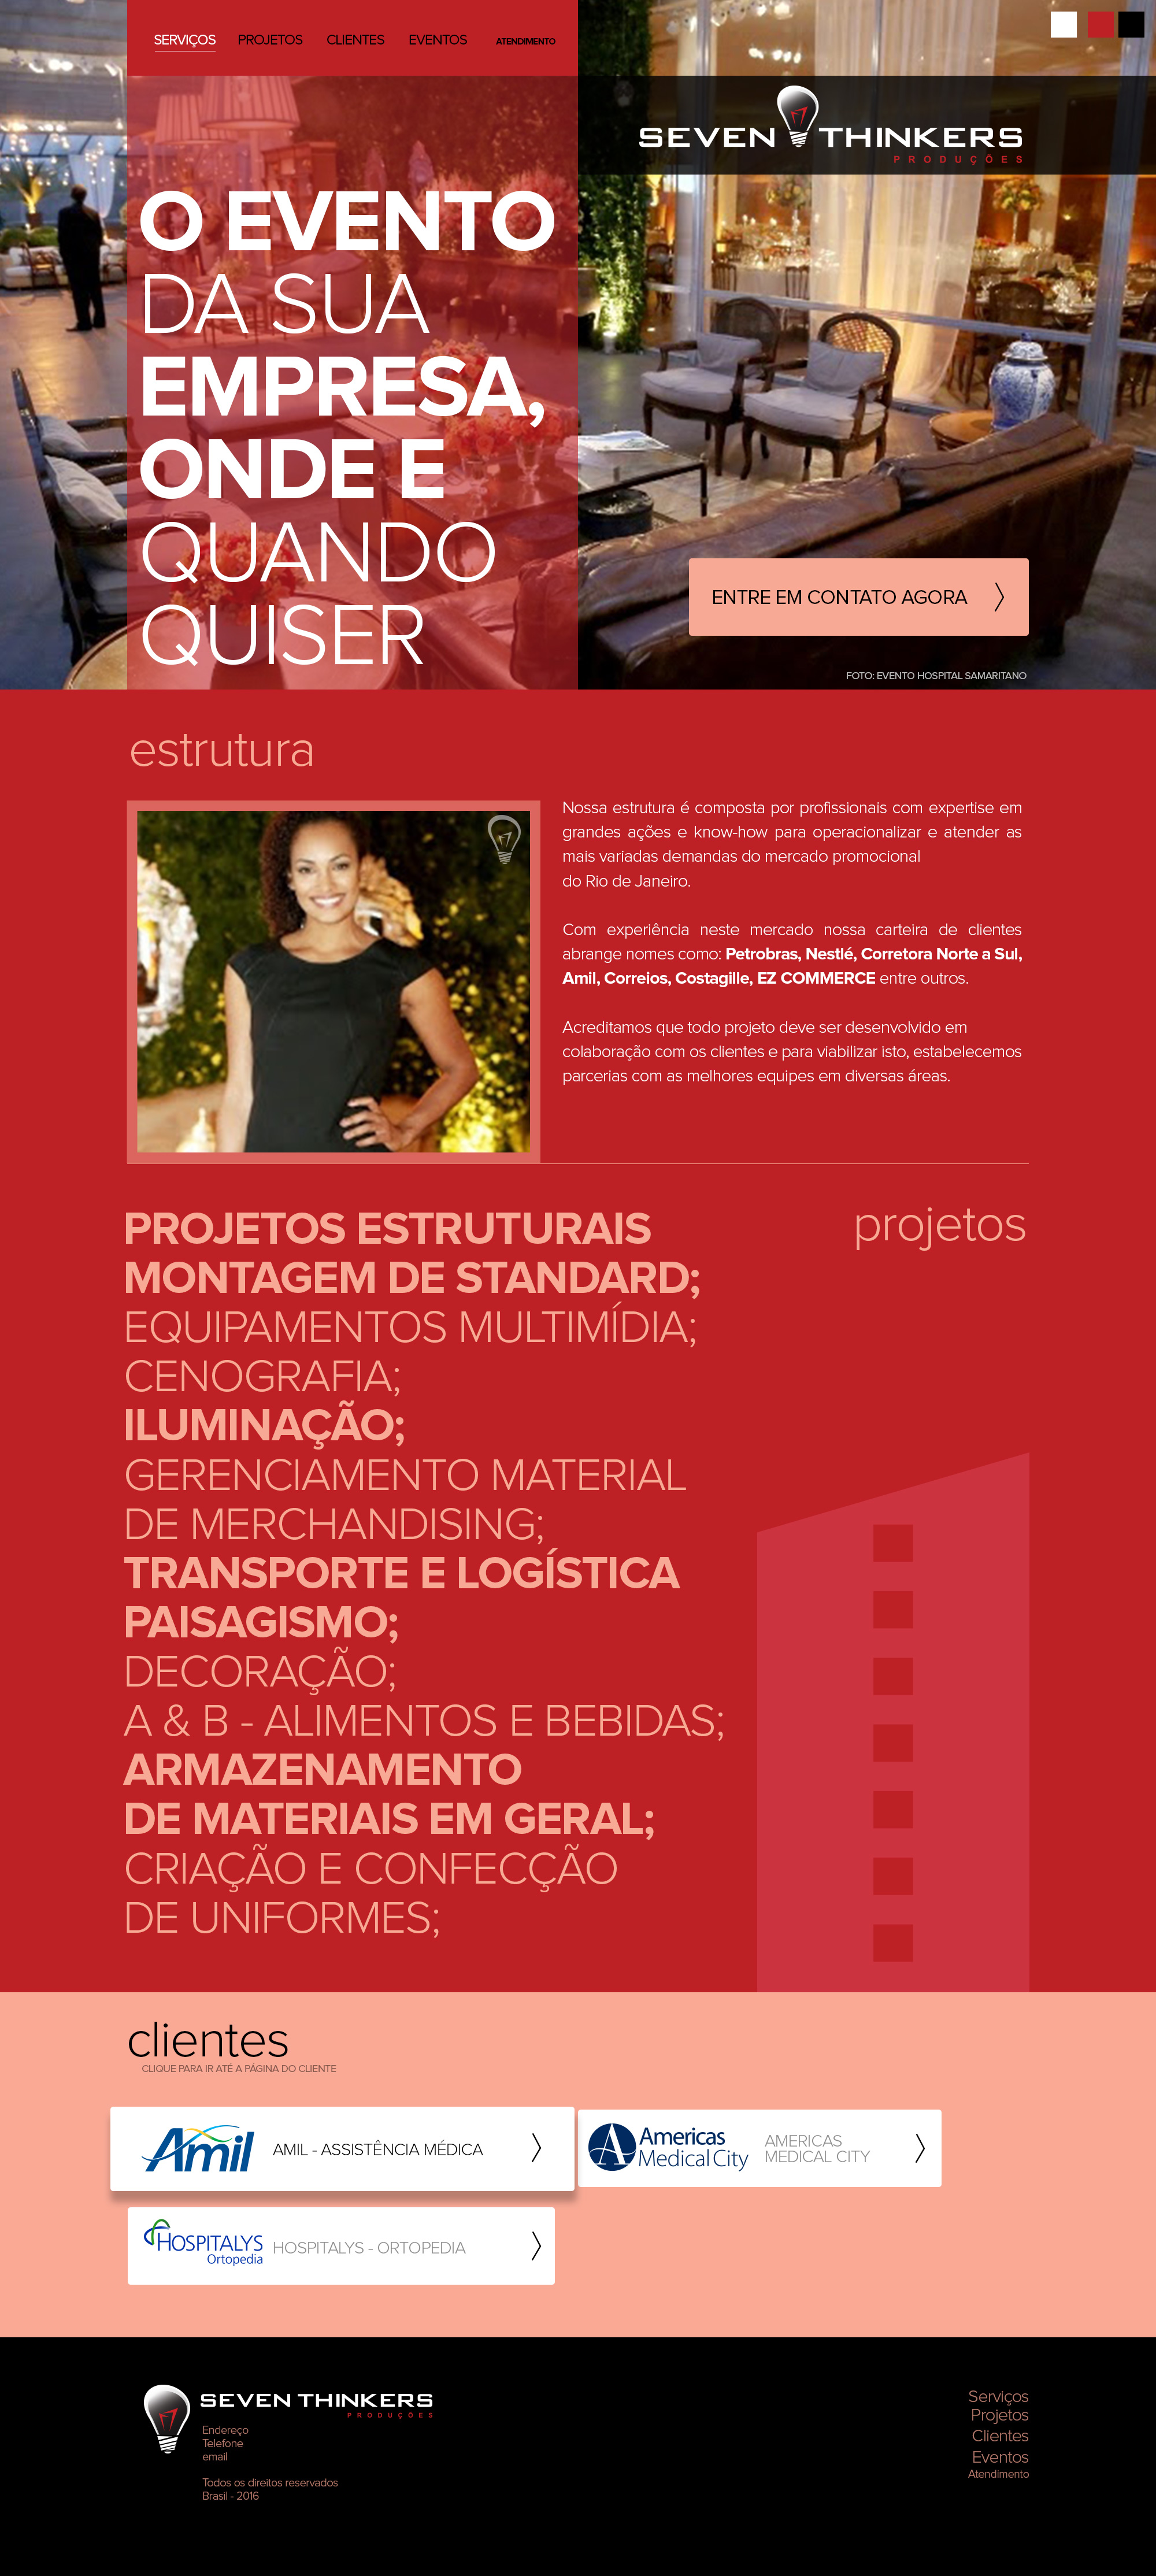 SERVIÇOS PROJETOS CLIENTES EVENTOS ATENDIMENTO
SEVEN THINKERS
PRODUÇÕES
O EVENTO
DA SUA
EMPRESA,
ONDE E
QUANDO
QUISER
ENTRE EM CONTATO AGORA
FOTO: EVENTO HOSPITAL SAMARITANO
estrutura
Nossa estrutura é composta por profissionais com expertise em
grandes ações e know-how para operacionalizar e atender as
mais variadas demandas do mercado promocional
do Rio de Janeiro.
Com experiência neste mercado nossa carteira de clientes
abrange nomes como: Petrobras, Nestlé, Corretora Norte a Sul,
Amil, Correios, Costagille, EZ COMMERCE entre outros.
Acreditamos que todo projeto deve ser desenvolvido em
colaboração com os clientes e para viabilizar isto, estabelecemos
parcerias com as melhores equipes em diversas áreas.
projetos
PROJETOS ESTRUTURAIS
MONTAGEM DE STANDARD;
EQUIPAMENTOS MULTIMÍDIA;
CENOGRAFIA;
ILUMINAÇÃO;
GERENCIAMENTO MATERIAL
DE MERCHANDISING;
TRANSPORTE E LOGÍSTICA
PAISAGISMO;
DECORAÇÃO;
A & B - ALIMENTOS E BEBIDAS;
ARMAZENAMENTO
DE MATERIAIS EM GERAL;
CRIAÇÃO E CONFECÇÃO
DE UNIFORMES;
clientes
CLIQUE PARA IR ATÉ A PÁGINA DO CLIENTE
Amil
AMIL - ASSISTÊNCIA MÉDICA
Americas
Medical City
AMERICAS
MEDICAL CITY
HOSPITALYS
Ortopedia
HOSPITALYS - ORTOPEDIA
SEVEN THINKERS
PRODUÇÕES
Endereço
Telefone
email
Todos os direitos reservados
Brasil - 2016
Serviços
Projetos
Clientes
Eventos
Atendimento